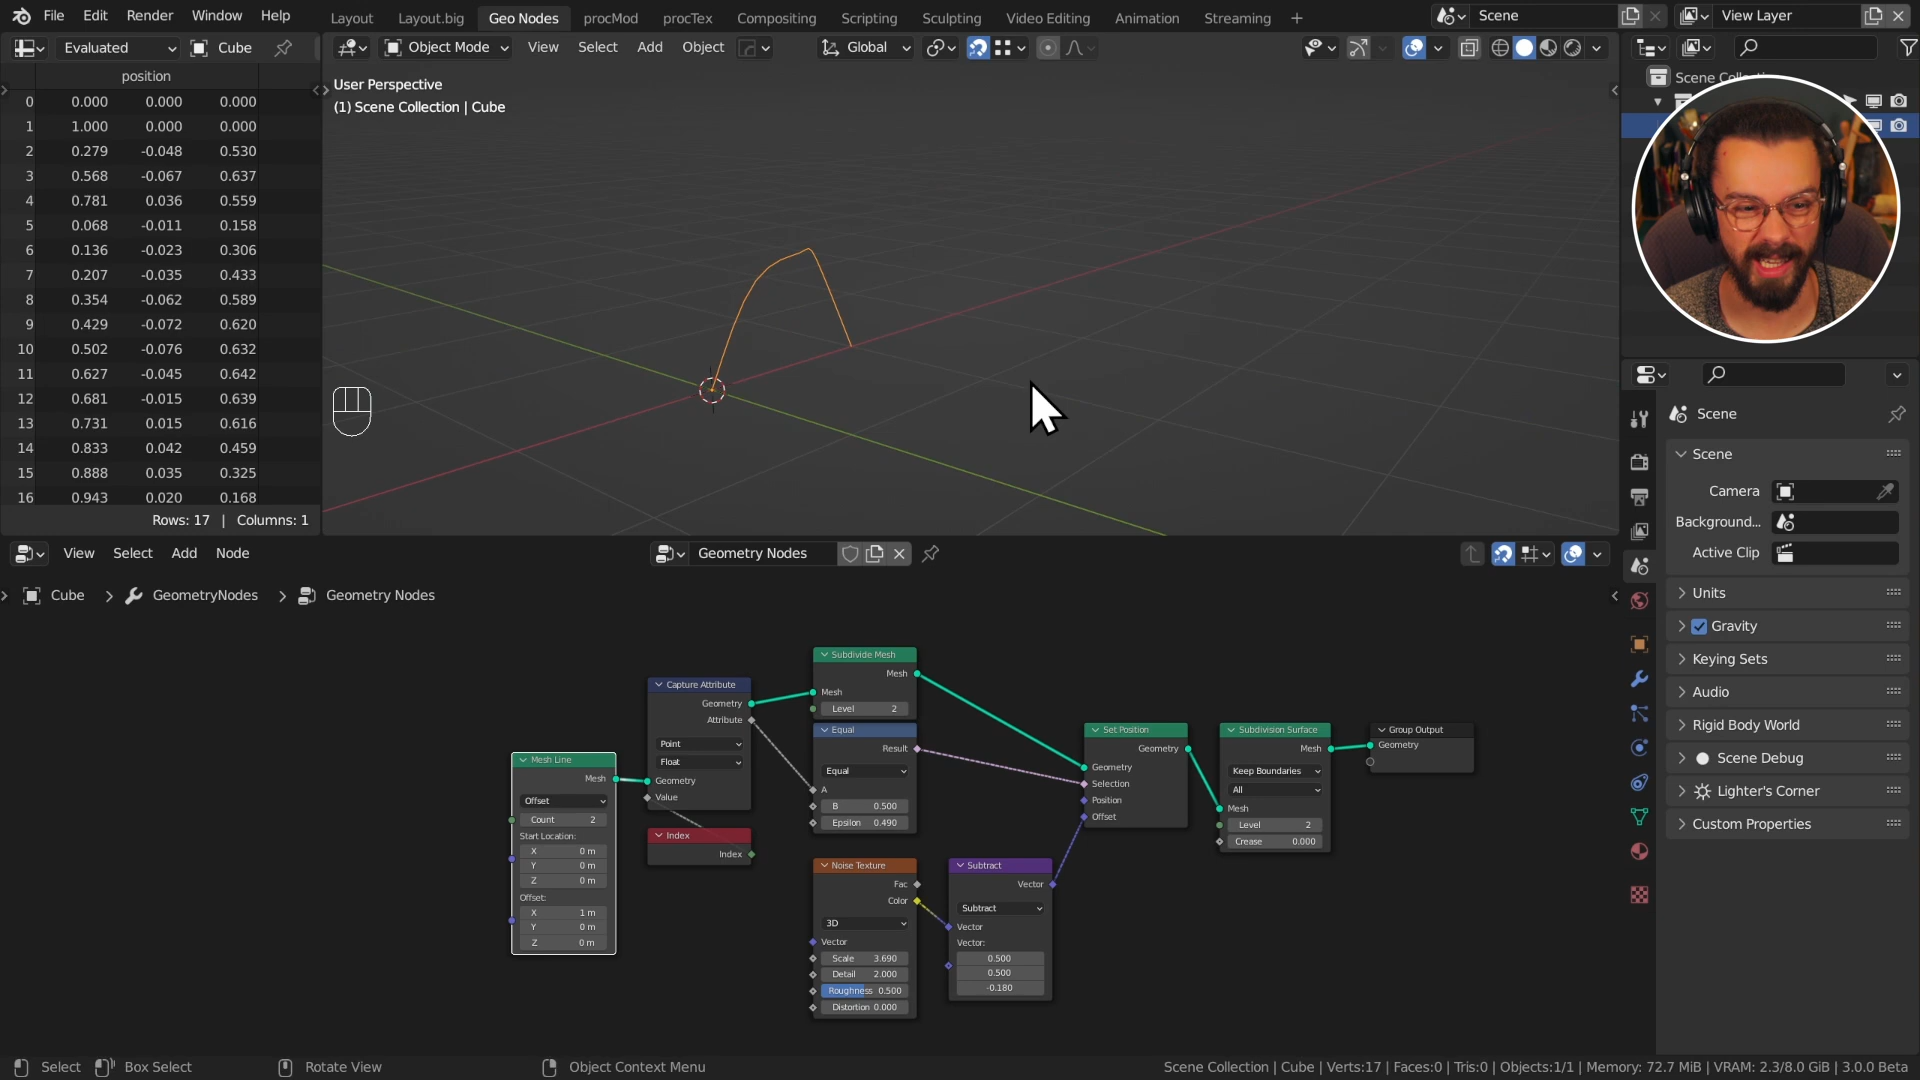 File Edit Render Window Help
Layout Layout.big Geo Nodes procMod procTex Compositing Scripting Sculpting Video Editing Animation Streaming +
Scene
View Layer
Evaluated Cube
Object Mode View Select Add Object Global
position
0 0.000 0.000 0.000
1 1.000 0.000 0.000
2 0.279 -0.048 0.530
3 0.568 -0.067 0.637
4 0.781 0.036 0.559
5 0.068 -0.011 0.158
6 0.136 -0.023 0.306
7 0.207 -0.035 0.433
8 0.354 -0.062 0.589
9 0.429 -0.072 0.620
10 0.502 -0.076 0.632
11 0.627 -0.045 0.642
12 0.681 -0.015 0.639
13 0.731 0.015 0.616
14 0.833 0.042 0.459
15 0.888 0.035 0.325
16 0.943 0.020 0.168
Rows: 17 | Columns: 1
User Perspective
(1) Scene Collection | Cube
Scene
Scene
Scene
Camera
Background...
Active Clip
Units
Gravity
Keying Sets
Audio
Rigid Body World
Scene Debug
Lighter's Corner
Custom Properties
View Select Add Node
Geometry Nodes
Cube > GeometryNodes > Geometry Nodes
Mesh Line
Mesh
Offset
Count 2
Start Location:
X 0 m
Y 0 m
Z 0 m
Offset:
X 1 m
Y 0 m
Z 0 m
Capture Attribute
Geometry
Attribute
Point
Float
Geometry
Value
Index
Index
Subdivide Mesh
Mesh
Mesh
Level 2
Equal
Result
Equal
A
B 0.500
Epsilon 0.490
Noise Texture
Fac
Color
3D
Vector
Scale 3.690
Detail 2.000
Roughness 0.500
Distortion 0.000
Subtract
Vector
Subtract
Vector
Vector:
0.500
0.500
-0.180
Set Position
Geometry
Geometry
Selection
Position
Offset
Subdivision Surface
Mesh
Keep Boundaries
All
Mesh
Level 2
Crease 0.000
Group Output
Geometry
Select Box Select Rotate View Object Context Menu
Scene Collection | Cube | Verts:17 | Faces:0 | Tris:0 | Objects:1/1 | Memory: 72.7 MiB | VRAM: 2.3/8.0 GiB | 3.0.0 Beta